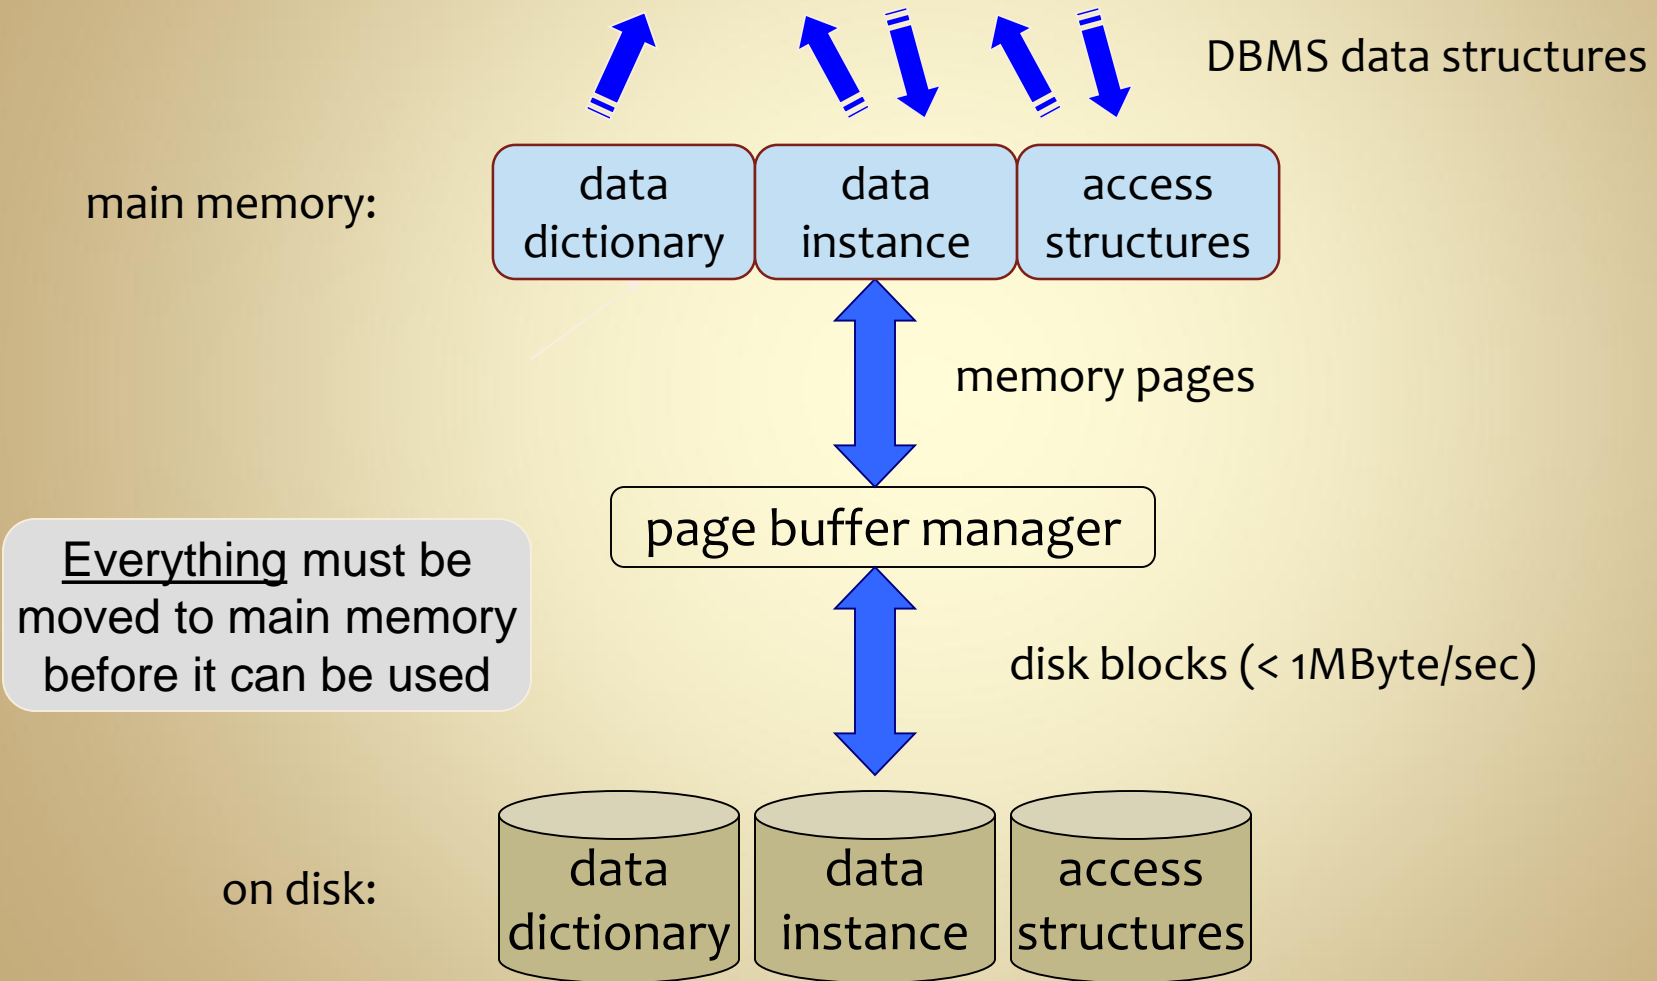 DBMS data structures
main memory:
data
dictionary
data
instance
access
structures
memory pages
page buffer manager
Everything must be
moved to main memory
before it can be used
disk blocks (< 1MByte/sec)
on disk:
data
dictionary
data
instance
access
structures